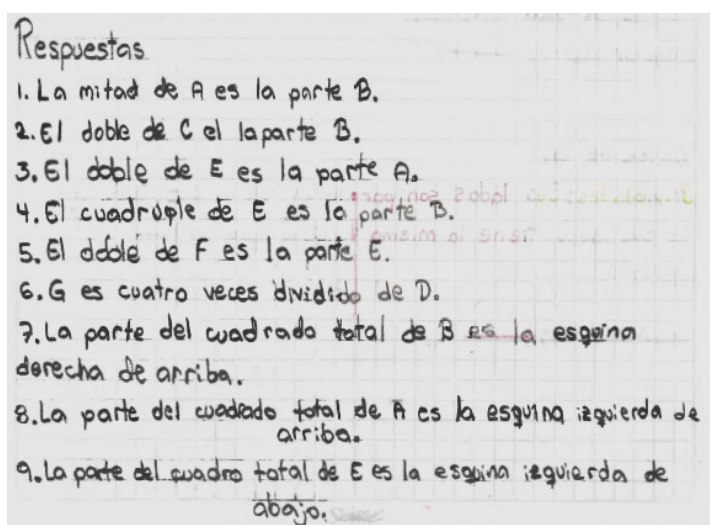 Respuestas
1. La mitad de A es la parte B.
2. El doble de C el la parte B.
3. El doble de E es la parte A.
4. El cuadruple de E es la parte B.
5. El doble de F es la parte E.
6. G es cuatro veces dividido de D.
7. La parte del cuadrado total de B es la esquina
derecha de arriba.
8. La parte del cuadrado total de A es la esquina izquierda de
arriba.
9. La parte del cuadro total de E es la esquina izquierda de
abajo.